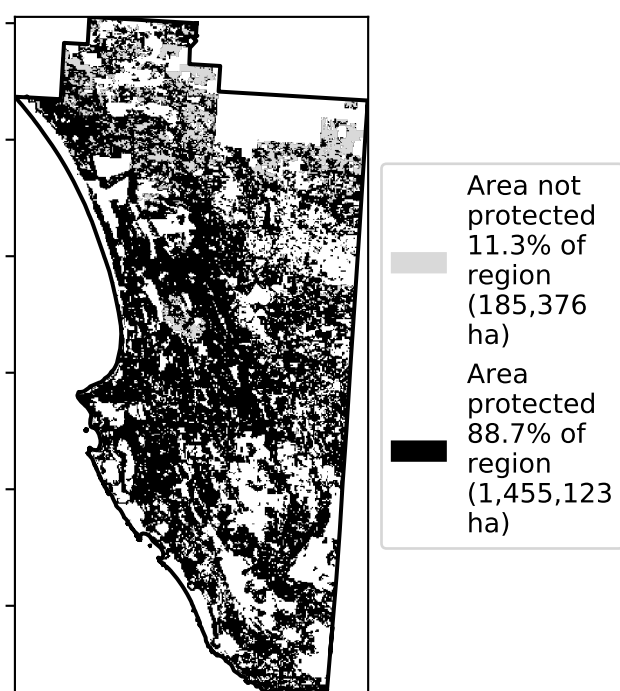 Area not
protected
11.3% of
region
(185,376
ha)
Area
protected
88.7% of
region
(1,455,123
ha)